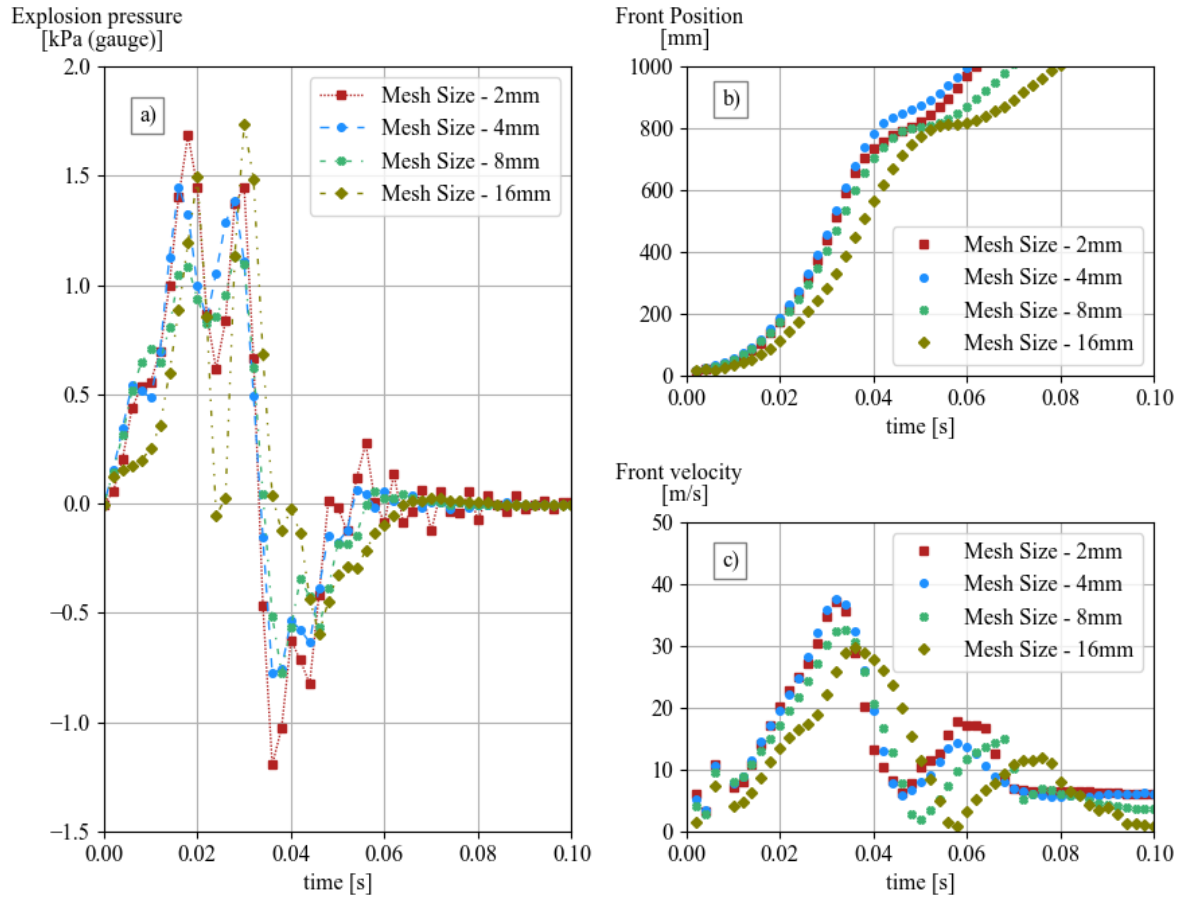 Explosion pressure
[kPa (gauge)]
2.0
1.5
1.0
0.5
0.0
−0.5
−1.0
−1.5
a)
Mesh Size - 2mm
Mesh Size - 4mm
Mesh Size - 8mm
Mesh Size - 16mm
0.00 0.02 0.04 0.06 0.08 0.10
time [s]
Front Position
[mm]
1000
800
600
400
200
0
b)
Mesh Size - 2mm
Mesh Size - 4mm
Mesh Size - 8mm
Mesh Size - 16mm
0.00 0.02 0.04 0.06 0.08 0.10
time [s]
Front velocity
[m/s]
50
40
30
20
10
0
c)
Mesh Size - 2mm
Mesh Size - 4mm
Mesh Size - 8mm
Mesh Size - 16mm
0.00 0.02 0.04 0.06 0.08 0.10
time [s]